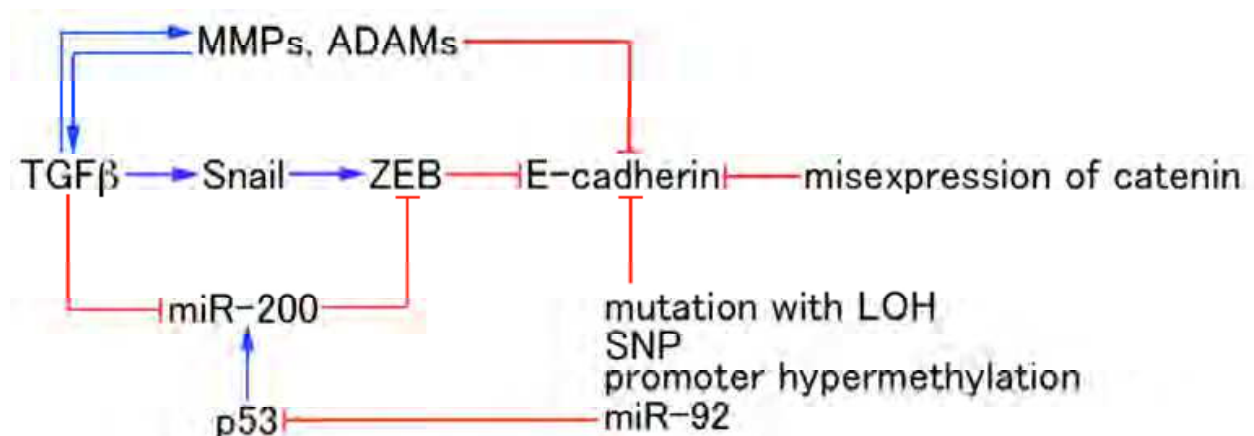 MMPs, ADAMs
TGFβ Snail ZEB E-cadherin misexpression of catenin
miR-200 mutation with LOH
SNP
promoter hypermethylation
p53 miR-92